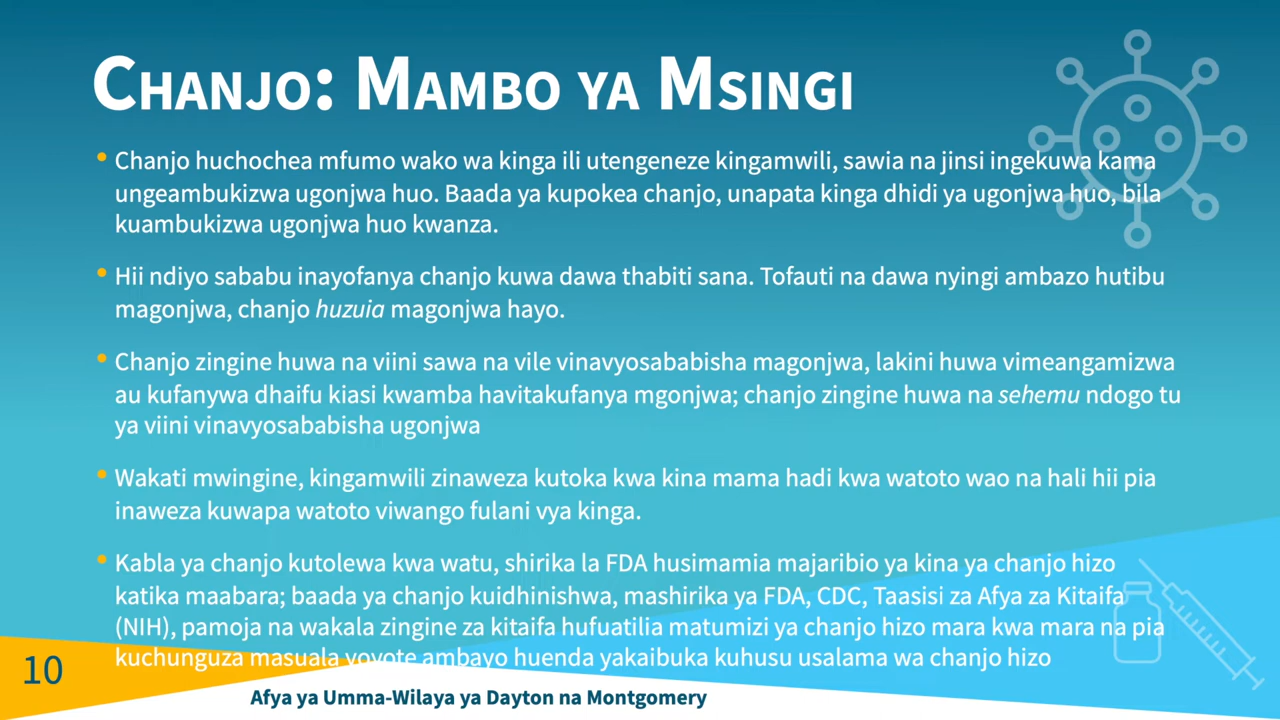 Chanjo: Mambo ya Msingi
• Chanjo huchochea mfumo wako wa kinga ili utengeneze kingamwili, sawia na jinsi ingekuwa kama
ungeambukizwa ugonjwa huo. Baada ya kupokea chanjo, unapata kinga dhidi ya ugonjwa huo, bila
kuambukizwa ugonjwa huo kwanza.
• Hii ndiyo sababu inayofanya chanjo kuwa dawa thabiti sana. Tofauti na dawa nyingi ambazo hutibu
magonjwa, chanjo huzuia magonjwa hayo.
• Chanjo zingine huwa na viini sawa na vile vinavyosababisha magonjwa, lakini huwa vimeangamizwa
au kufanywa dhaifu kiasi kwamba havitakufanya mgonjwa; chanjo zingine huwa na sehemu ndogo tu
ya viini vinavyosababisha ugonjwa
• Wakati mwingine, kingamwili zinaweza kutoka kwa kina mama hadi kwa watoto wao na hali hii pia
inaweza kuwapa watoto viwango fulani vya kinga.
• Kabla ya chanjo kutolewa kwa watu, shirika la FDA husimamia majaribio ya kina ya chanjo hizo
katika maabara; baada ya chanjo kuidhinishwa, mashirika ya FDA, CDC, Taasisi za Afya za Kitaifa
(NIH), pamoja na wakala zingine za kitaifa hufuatilia matumizi ya chanjo hizo mara kwa mara na pia
kuchunguza masuala yoyote ambayo huenda yakaibuka kuhusu usalama wa chanjo hizo
10
Afya ya Umma-Wilaya ya Dayton na Montgomery